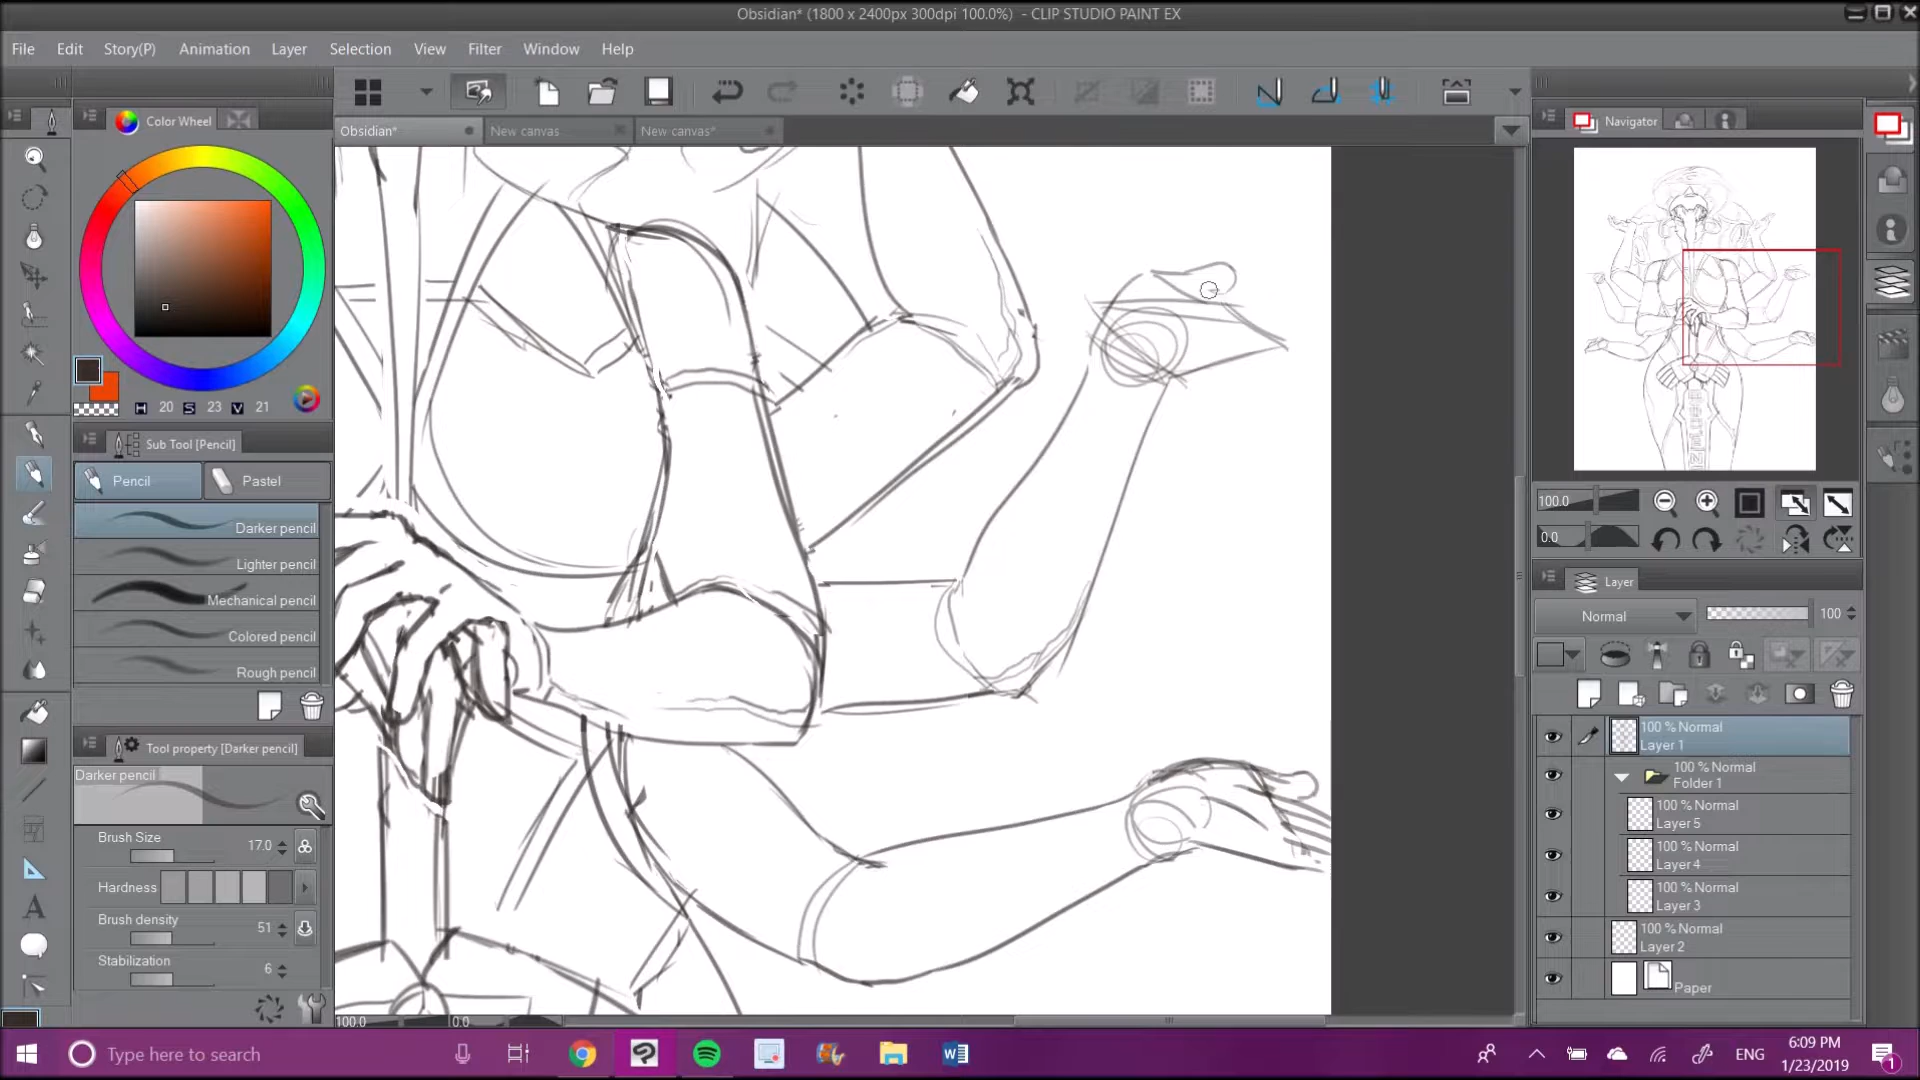 Obsidian* (1800 x 2400px 300dpi 100.0%) - CLIP STUDIO PAINT EX
File Edit Story(P) Animation Layer Selection View Filter Window Help
Color Wheel
Obsidian* New canvas New canvas*
Navigator
H 20 S 23 V 21
Sub Tool [Pencil]
Pencil Pastel
Darker pencil
Lighter pencil
Mechanical pencil
Colored pencil
Rough pencil
Tool property [Darker pencil]
Darker pencil
Brush Size 17.0
Hardness
Brush density 51
Stabilization 6
100.0 0.0
100.0
0.0
Layer
Normal 100
100 % Normal
Layer 1
100 % Normal
Folder 1
100 % Normal
Layer 5
100 % Normal
Layer 4
100 % Normal
Layer 3
100 % Normal
Layer 2
Paper
Type here to search
ENG
6:09 PM
1/23/2019
1